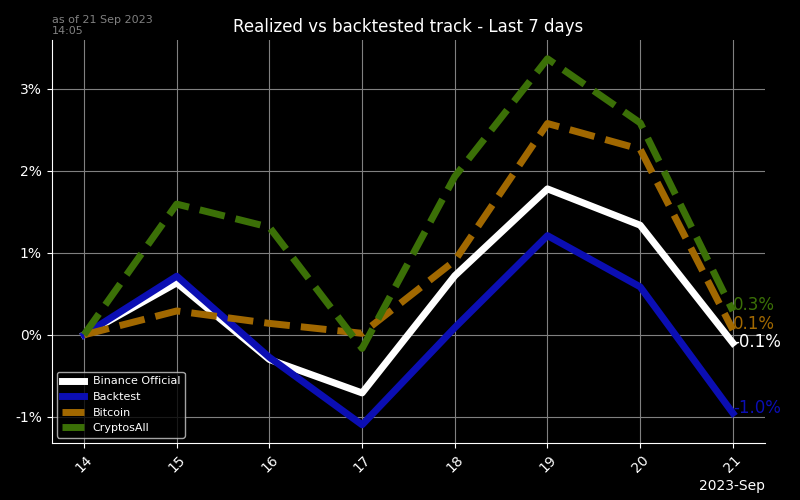 as of 21 Sep 2023
14:05
Realized vs backtested track - Last 7 days
3%
2%
1%
0%
-1%
0.3%
0.1%
-0.1%
-1.0%
Binance Official
Backtest
Bitcoin
CryptosAll
14
15
16
17
18
19
20
21
2023-Sep